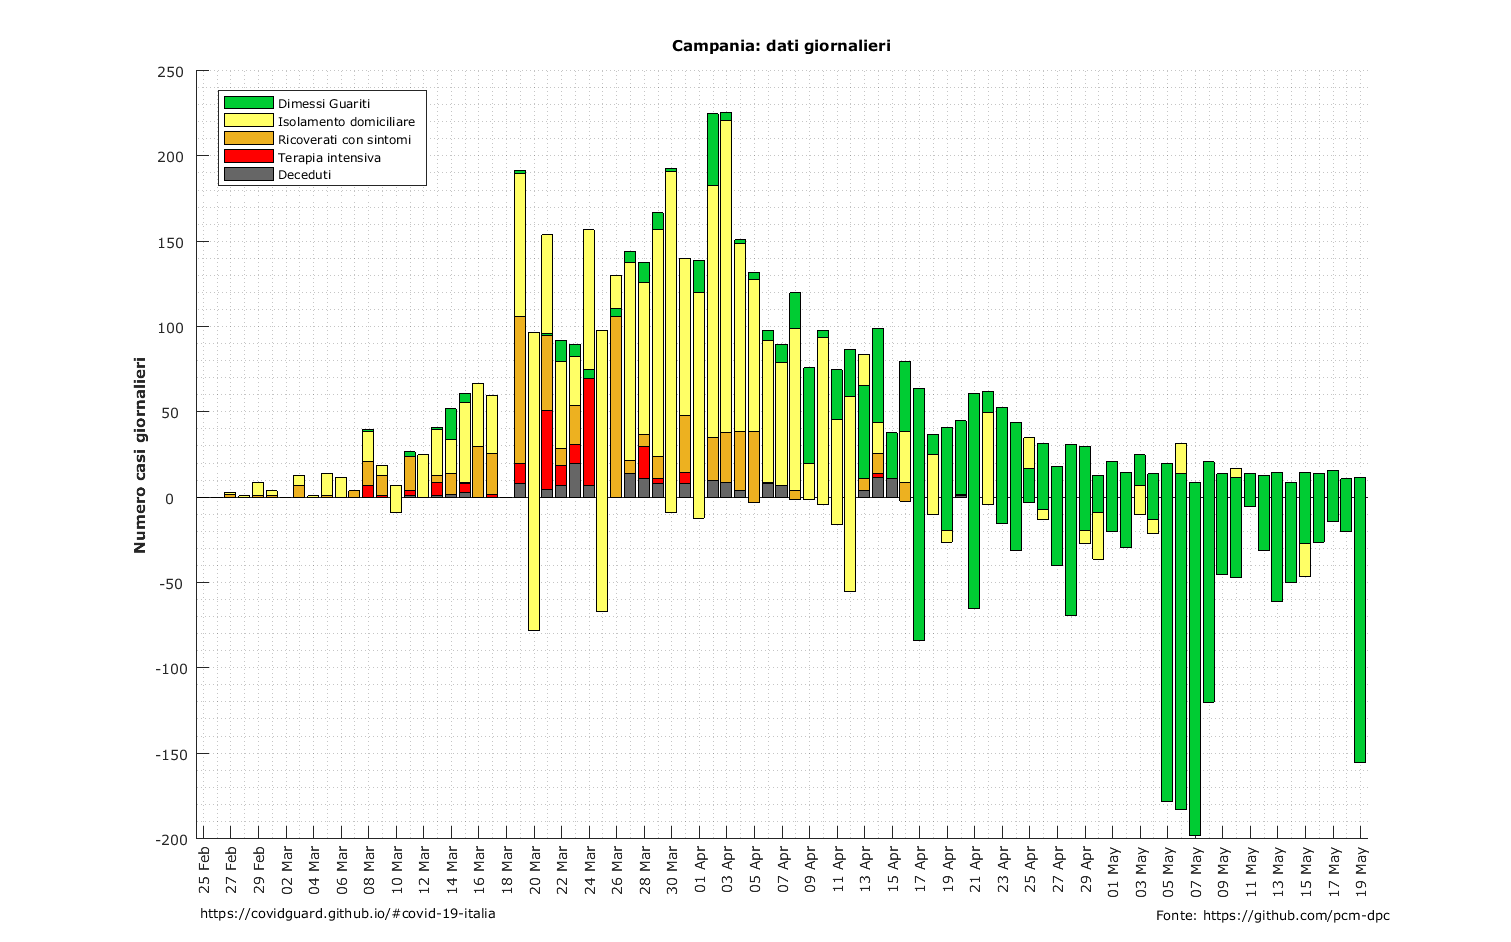 Campania: dati giornalieri
250
200
150
100
50
0
-50
-100
-150
-200
Numero casi giornalieri
Dimessi Guariti
Isolamento domiciliare
Ricoverati con sintomi
Terapia intensiva
Deceduti
25 Feb
27 Feb
29 Feb
02 Mar
04 Mar
06 Mar
08 Mar
10 Mar
12 Mar
14 Mar
16 Mar
18 Mar
20 Mar
22 Mar
24 Mar
26 Mar
28 Mar
30 Mar
01 Apr
03 Apr
05 Apr
07 Apr
09 Apr
11 Apr
13 Apr
15 Apr
17 Apr
19 Apr
21 Apr
23 Apr
25 Apr
27 Apr
29 Apr
01 May
03 May
05 May
07 May
09 May
11 May
13 May
15 May
17 May
19 May
https://covidguard.github.io/#covid-19-italia
Fonte: https://github.com/pcm-dpc